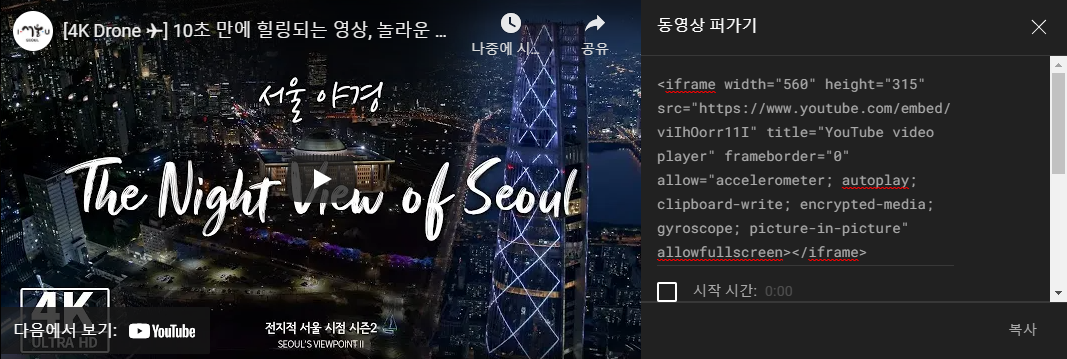 I·MY·U
SEOUL
[4K Drone ✈] 10초 만에 힐링되는 영상, 놀라운 ...
나중에 시...
공유
서울 야경
The Night View of Seoul
4K
ULTRA HD
다음에서 보기: YouTube
전지적 서울 시점 시즌2
SEOUL'S VIEWPOINT II
동영상 퍼가기
<iframe width="560" height="315"
src="https://www.youtube.com/embed/
viIhOorr11I" title="YouTube video
player" frameborder="0"
allow="accelerometer; autoplay;
clipboard-write; encrypted-media;
gyroscope; picture-in-picture"
allowfullscreen></iframe>
시작 시간: 0:00
복사